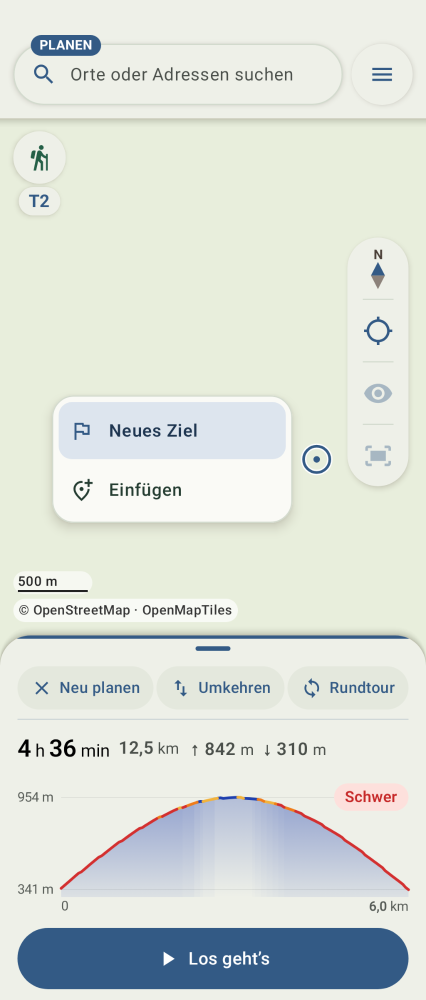 PLANEN
Orte oder Adressen suchen
T2
N
Neues Ziel
Einfügen
500 m
© OpenStreetMap · OpenMapTiles
Neu planen
Umkehren
Rundtour
4 h 36 min 12,5 km ↑ 842 m ↓ 310 m
954 m
Schwer
341 m
0
6,0 km
Los geht’s